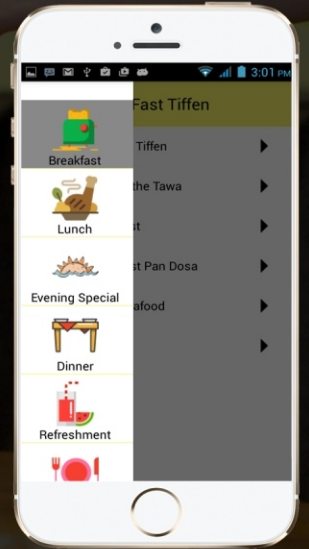 3:01 PM
Fast Tiffen
Breakfast
Tiffen
the Tawa
Lunch
st
st Pan Dosa
Evening Special
afood
Dinner
Refreshment